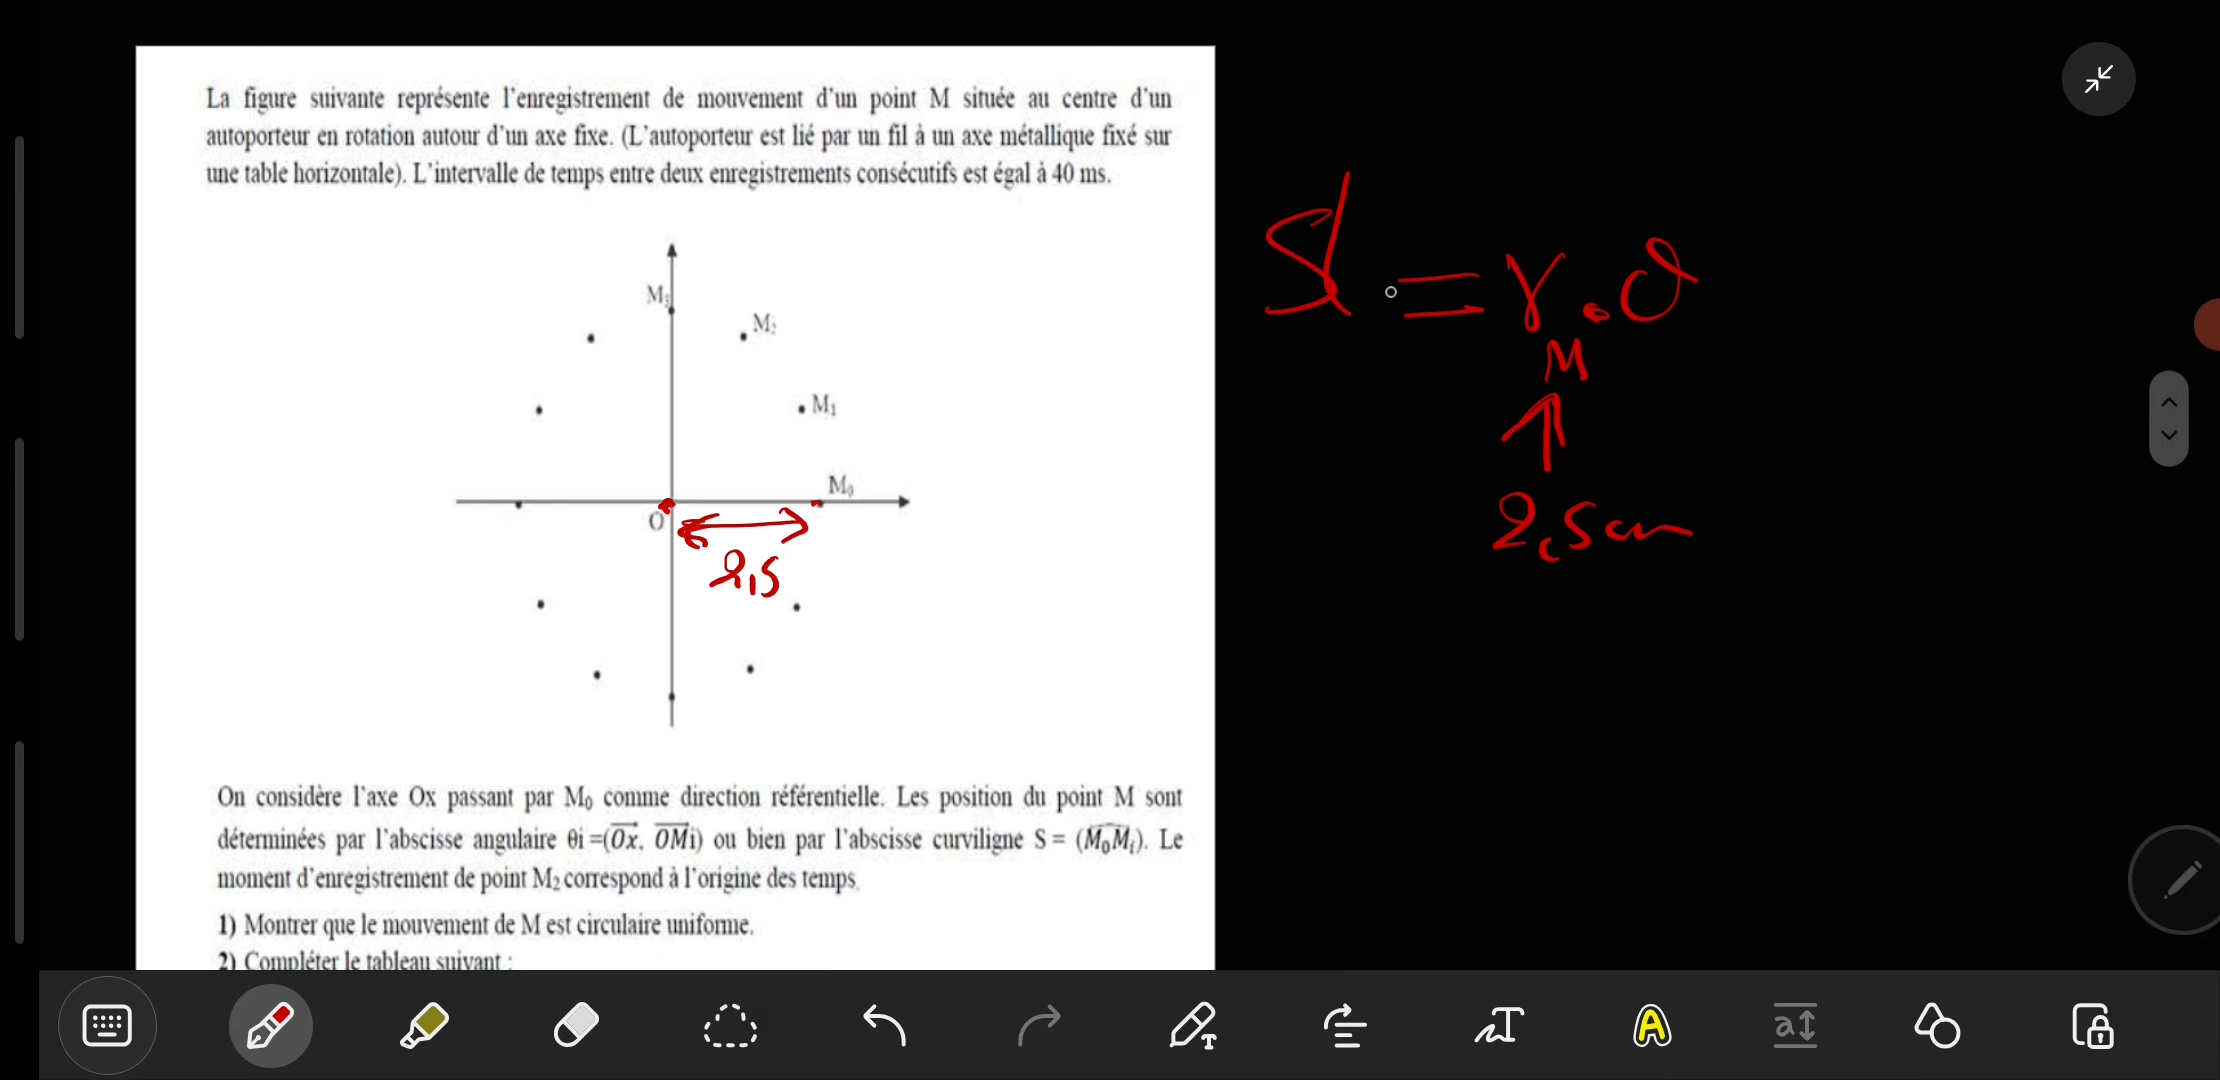 La figure suivante représente l'enregistrement de mouvement d'un point M située au centre d'un
autoporteur en rotation autour d'un axe fixe. (L'autoporteur est lié par un fil à un axe métallique fixé sur
une table horizontale). L'intervalle de temps entre deux enregistrements consécutifs est égal à 40 ms.
M₃
M₂
M₁
M₀
O
2,5
On considère l'axe Ox passant par M₀ comme direction référentielle. Les position du point M sont
déterminées par l'abscisse angulaire θi =(Ox, OMi) ou bien par l'abscisse curviligne S = (M₀Mᵢ). Le
moment d'enregistrement de point M₂ correspond à l'origine des temps.
1) Montrer que le mouvement de M est circulaire uniforme.
2) Compléter le tableau suivant :
S = r . θ
M
2,5 cm
T
T
A
a